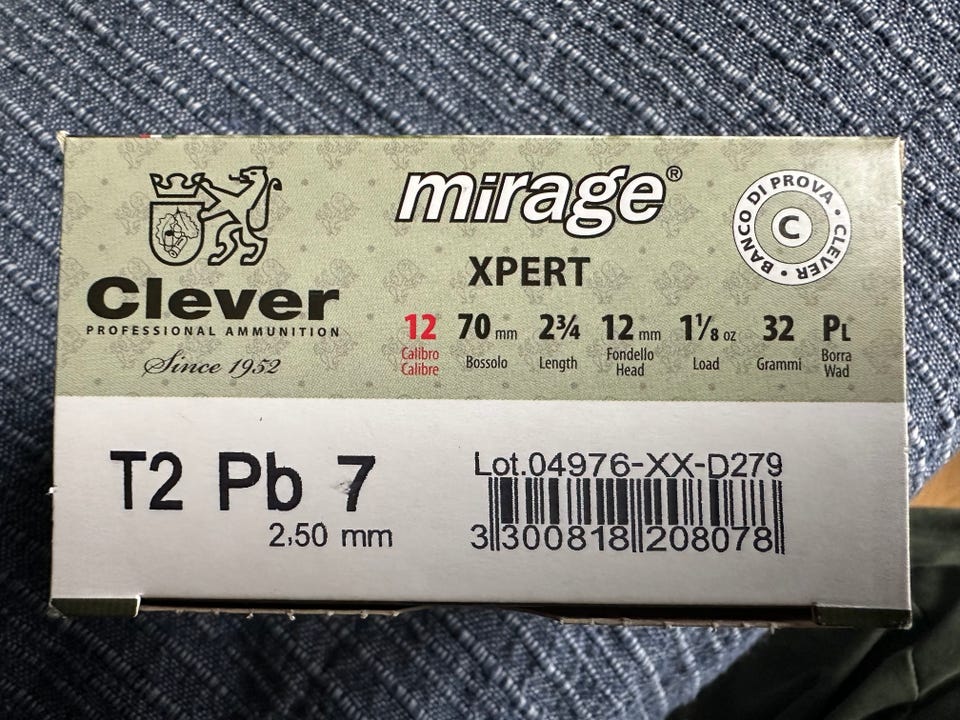 mirage®
BANCO DI PROVA • CLEVER •
C
Clever
PROFESSIONAL AMMUNITION
Since 1952
XPERT
12 70 mm 2¾ 12 mm 1⅛ oz 32 PL
Calibro Bossolo Length Fondello Load Grammi Borra
Calibre Head Wad
T2 Pb 7
2,50 mm
Lot.04976-XX-D279
3 300818 208078